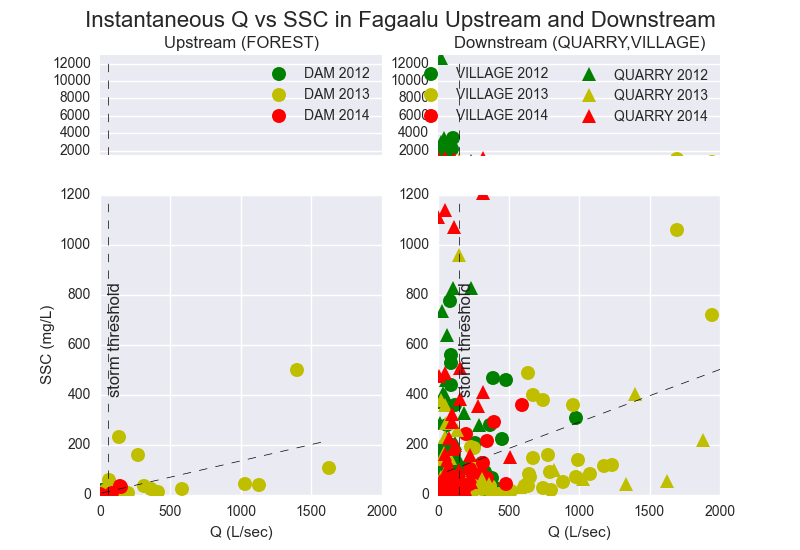 Instantaneous Q vs SSC in Fagaalu Upstream and Downstream
Upstream (FOREST)
12000
10000
8000
6000
4000
2000
DAM 2012
DAM 2013
DAM 2014
1200
1000
800
600
400
200
0
SSC (mg/L)
storm threshold
0 500 1000 1500 2000
Q (L/sec)
Downstream (QUARRY,VILLAGE)
12000
10000
8000
6000
4000
2000
VILLAGE 2012
VILLAGE 2013
VILLAGE 2014
QUARRY 2012
QUARRY 2013
QUARRY 2014
1200
1000
800
600
400
200
0
storm threshold
0 500 1000 1500 2000
Q (L/sec)